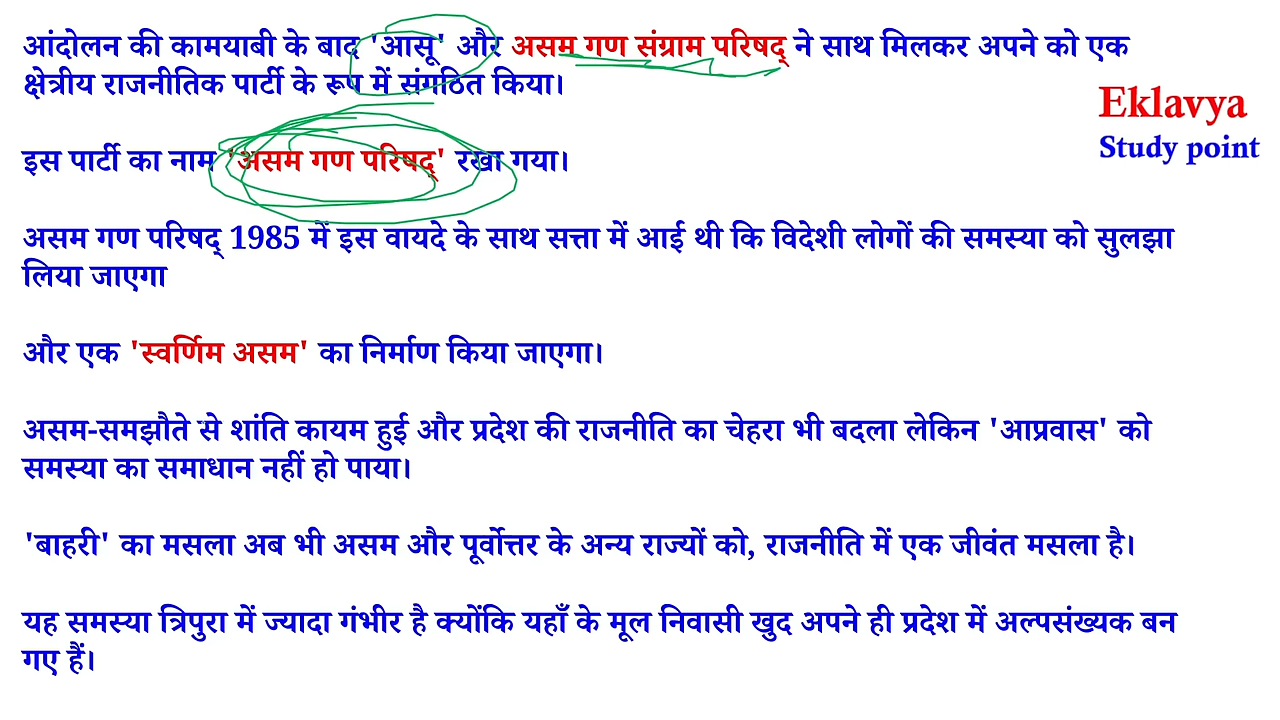 आंदोलन की कामयाबी के बाद 'आसू' और असम गण संग्राम परिषद् ने साथ मिलकर अपने को एक
क्षेत्रीय राजनीतिक पार्टी के रूप में संगठित किया।
Eklavya
Study point
इस पार्टी का नाम 'असम गण परिषद्' रखा गया।
असम गण परिषद् 1985 में इस वायदे के साथ सत्ता में आई थी कि विदेशी लोगों की समस्या को सुलझा
लिया जाएगा
और एक 'स्वर्णिम असम' का निर्माण किया जाएगा।
असम-समझौते से शांति कायम हुई और प्रदेश की राजनीति का चेहरा भी बदला लेकिन 'आप्रवास' को
समस्या का समाधान नहीं हो पाया।
'बाहरी' का मसला अब भी असम और पूर्वोत्तर के अन्य राज्यों को, राजनीति में एक जीवंत मसला है।
यह समस्या त्रिपुरा में ज्यादा गंभीर है क्योंकि यहाँ के मूल निवासी खुद अपने ही प्रदेश में अल्पसंख्यक बन
गए हैं।